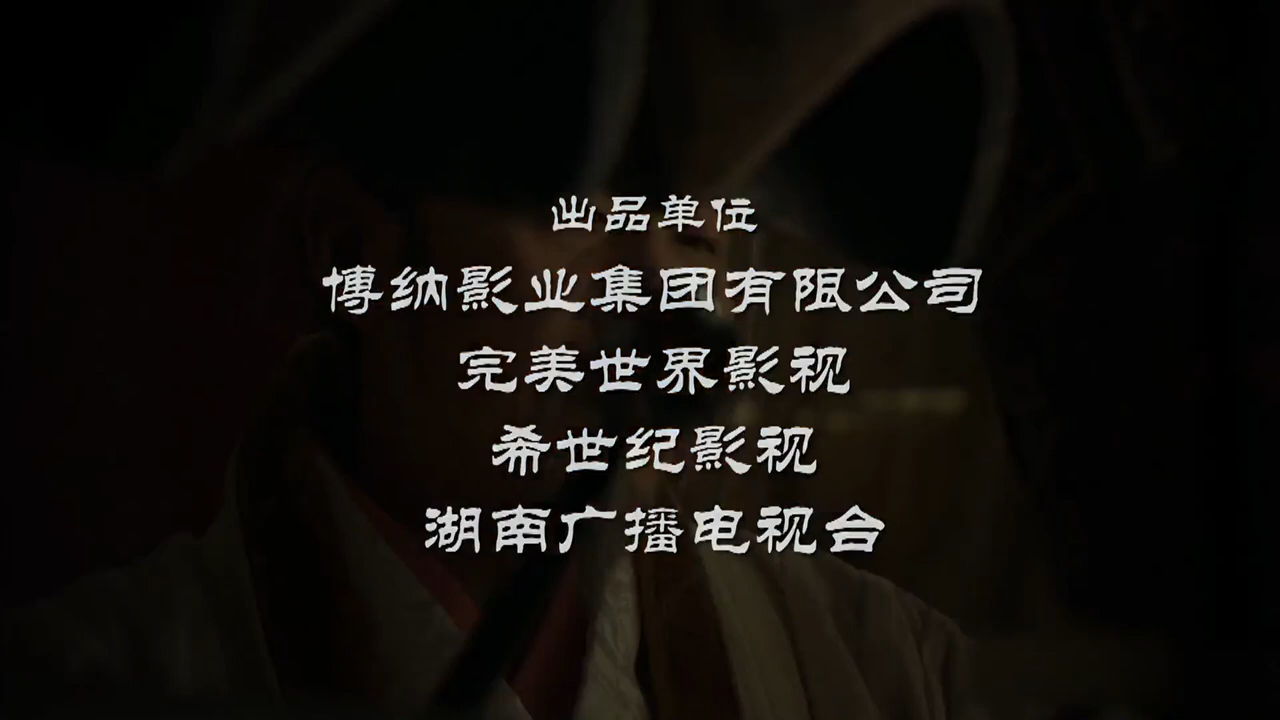 出品单位
博纳影业集团有限公司
完美世界影视
希世纪影视
湖南广播电视台